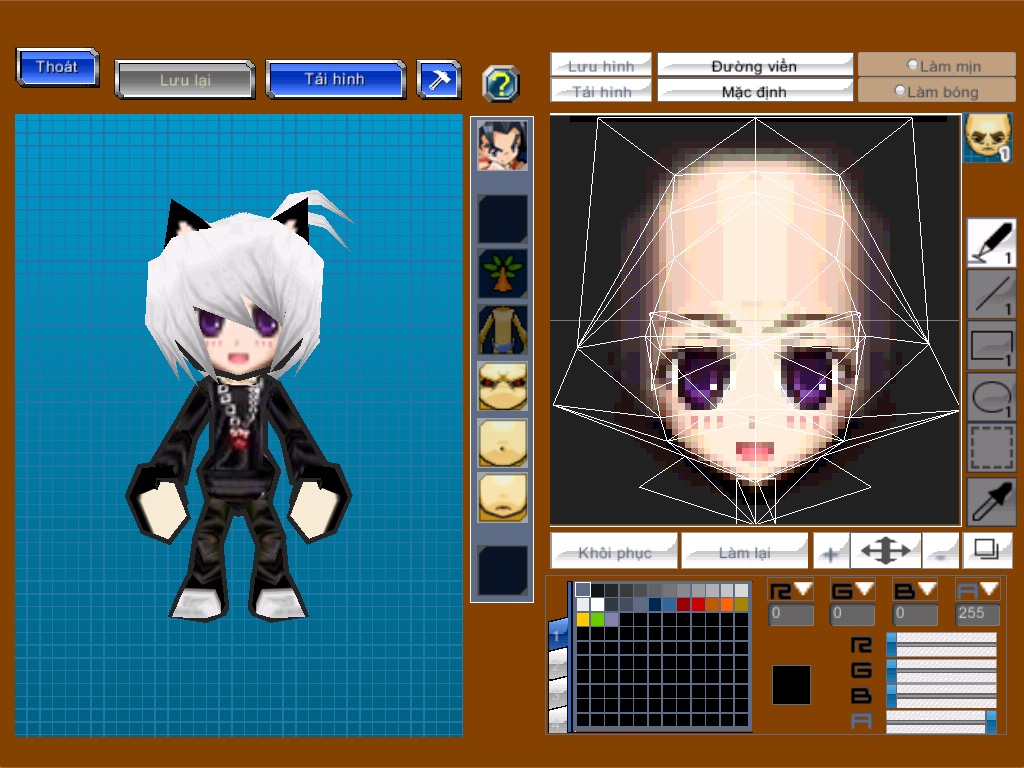 Thoát
Lưu lại
Tải hình
?
Lưu hình
Đường viền
Làm mịn
Tải hình
Mặc định
Làm bóng
1
1
1
1
1
Khôi phục
Làm lại
+
-
R
G
B
A
0
0
0
255
1
R
G
B
A